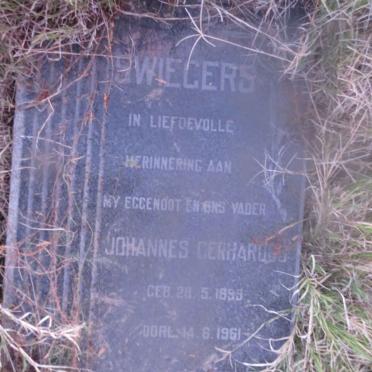 SWIEGERS
IN LIEFDEVOLLE
HERINNERING AAN
MY EGGENOOT EN ONS VADER
JOHANNES GERHARDUS
GEB. 28. 5. 1895
OORL. 14. 6. 1961